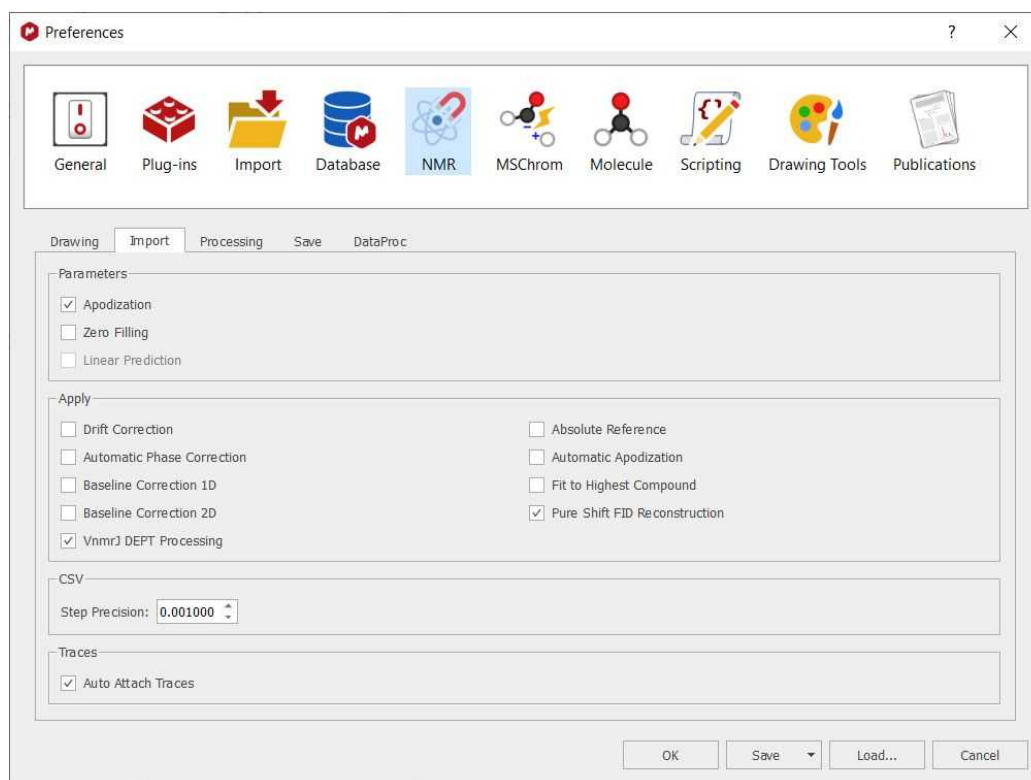 Preferences
?
General Plug-ins Import Database NMR MSChrom Molecule Scripting Drawing Tools Publications
Drawing Import Processing Save DataProc
Parameters
Apodization
Zero Filling
Linear Prediction
Apply
Drift Correction Absolute Reference
Automatic Phase Correction Automatic Apodization
Baseline Correction 1D Fit to Highest Compound
Baseline Correction 2D Pure Shift FID Reconstruction
VnmrJ DEPT Processing
CSV
Step Precision: 0.001000
Traces
Auto Attach Traces
OK Save Load... Cancel